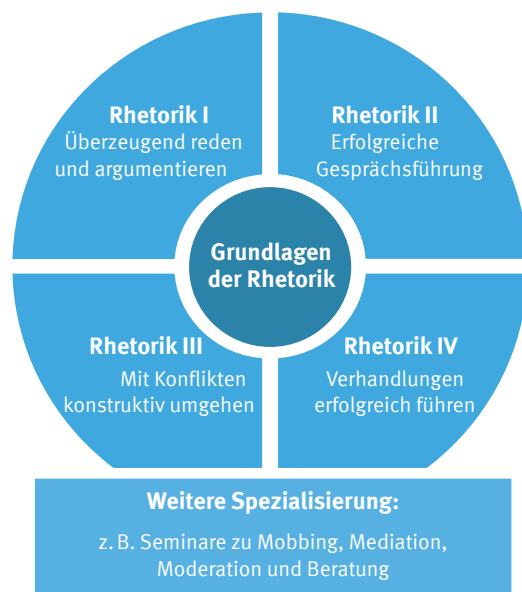 Rhetorik I
Überzeugend reden
und argumentieren
Rhetorik II
Erfolgreiche
Gesprächsführung
Grundlagen
der Rhetorik
Rhetorik III
Mit Konflikten
konstruktiv umgehen
Rhetorik IV
Verhandlungen
erfolgreich führen
Weitere Spezialisierung:
z. B. Seminare zu Mobbing, Mediation,
Moderation und Beratung